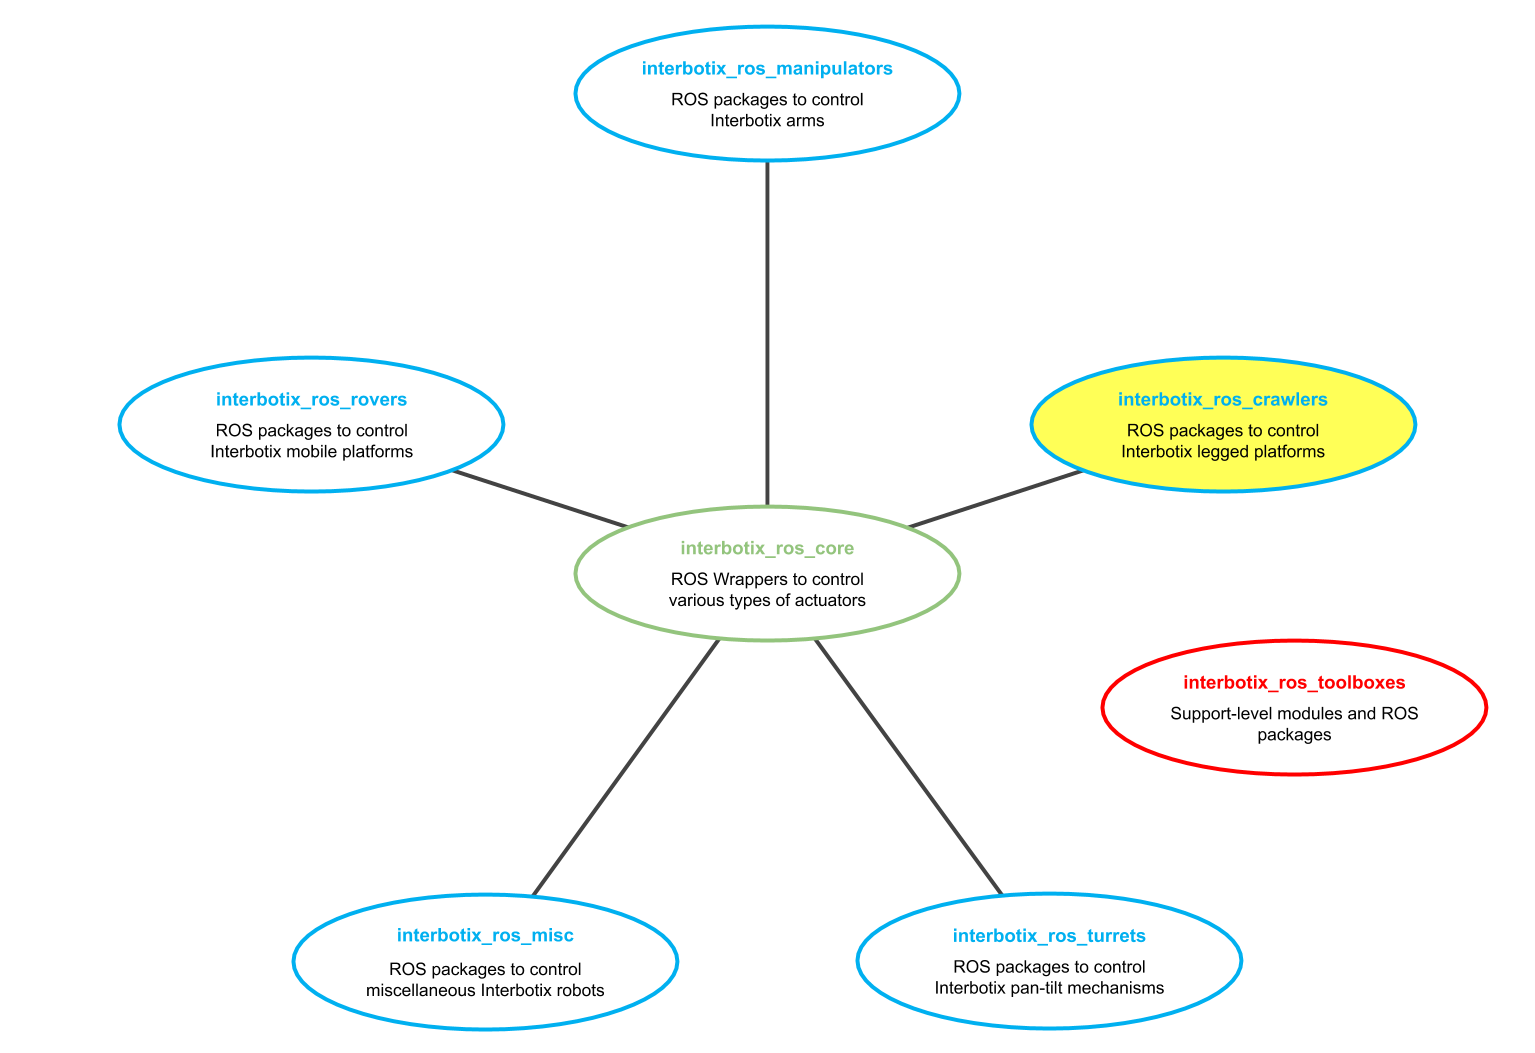 interbotix_ros_manipulators
ROS packages to control
Interbotix arms
interbotix_ros_rovers
ROS packages to control
Interbotix mobile platforms
interbotix_ros_crawlers
ROS packages to control
Interbotix legged platforms
interbotix_ros_core
ROS Wrappers to control
various types of actuators
interbotix_ros_toolboxes
Support-level modules and ROS
packages
interbotix_ros_misc
ROS packages to control
miscellaneous Interbotix robots
interbotix_ros_turrets
ROS packages to control
Interbotix pan-tilt mechanisms